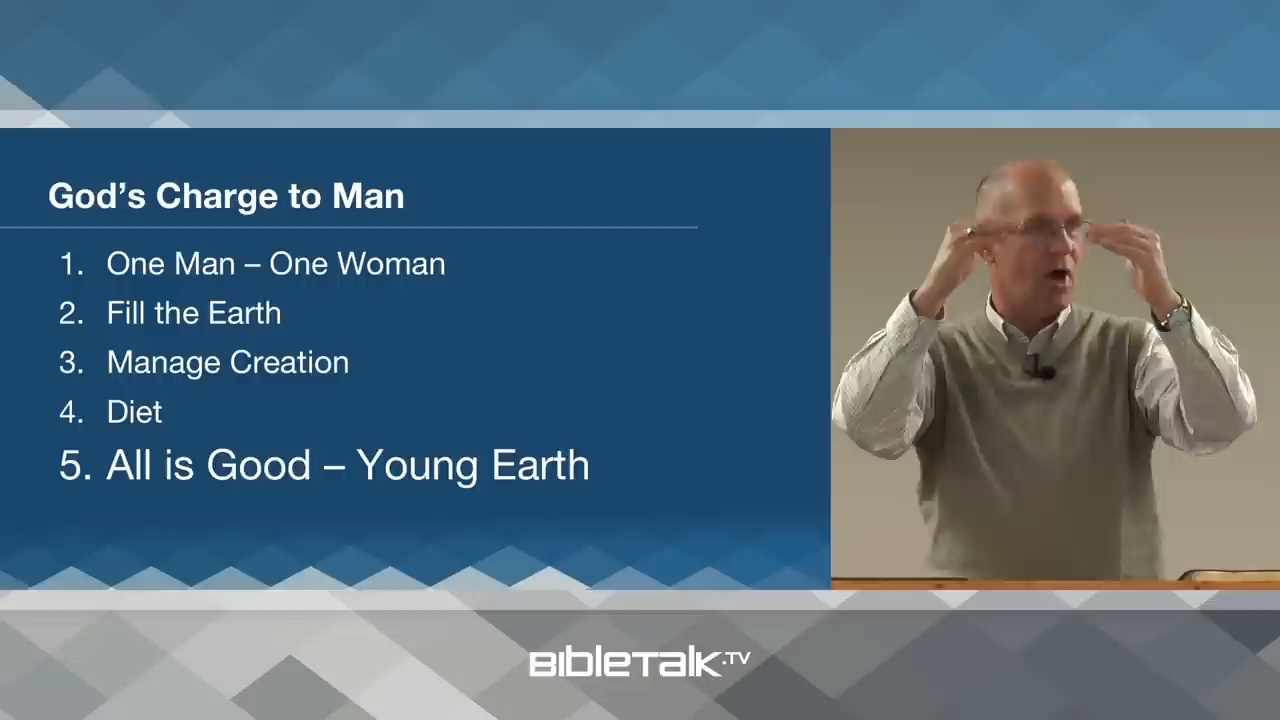 God’s Charge to Man
1. One Man – One Woman
2. Fill the Earth
3. Manage Creation
4. Diet
5. All is Good – Young Earth
BibleTalk.TV